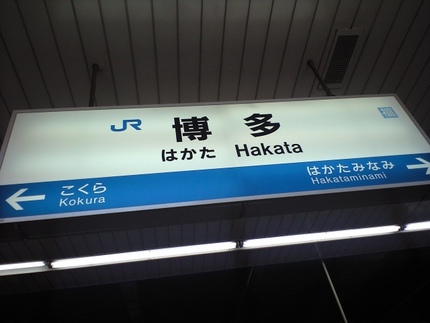 JR 博多
はかた Hakata
← こくら
Kokura
はかたみなみ →
Hakataminami